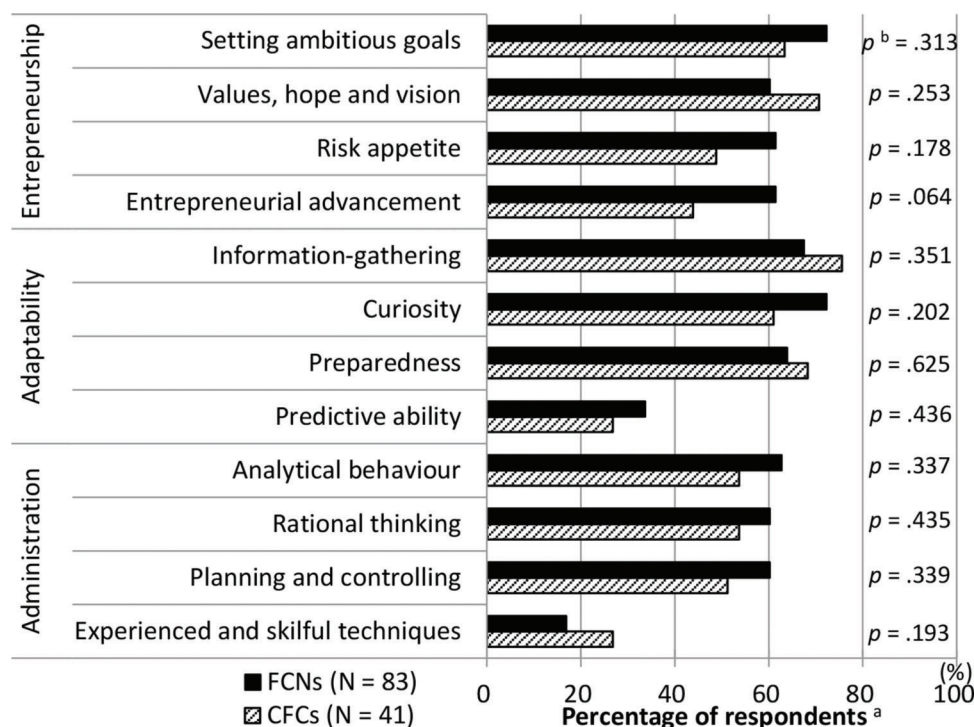 Entrepreneurship
Setting ambitious goals
p b = .313
Values, hope and vision
p = .253
Risk appetite
p = .178
Entrepreneurial advancement
p = .064
Adaptability
Information-gathering
p = .351
Curiosity
p = .202
Preparedness
p = .625
Predictive ability
p = .436
Administration
Analytical behaviour
p = .337
Rational thinking
p = .435
Planning and controlling
p = .339
Experienced and skilful techniques
p = .193
0 20 40 60 80 100
(%)
Percentage of respondents a
FCNs (N = 83)
CFCs (N = 41)